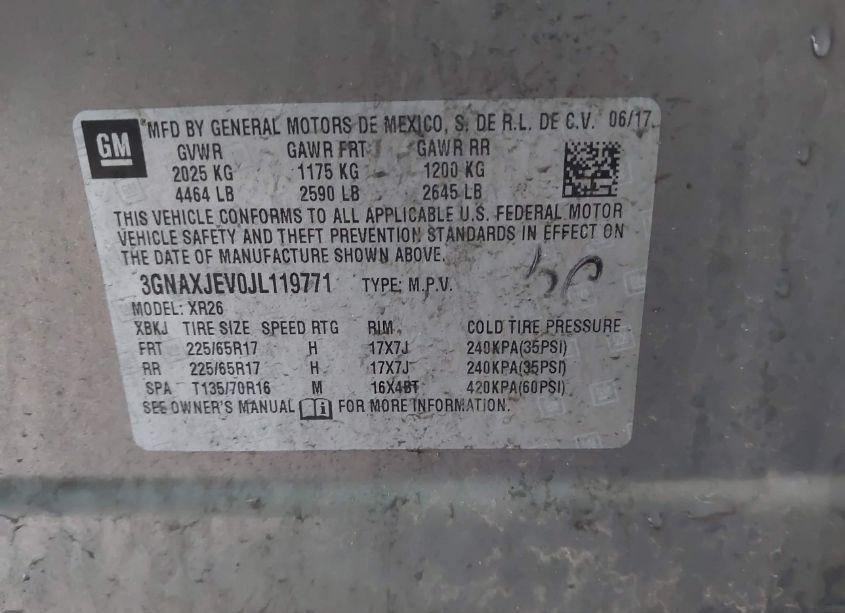 GM
MFD BY GENERAL MOTORS DE MEXICO, S. DE R.L. DE C.V. 06/17
GVWR GAWR FRT GAWR RR
2025 KG 1175 KG 1200 KG
4464 LB 2590 LB 2645 LB
THIS VEHICLE CONFORMS TO ALL APPLICABLE U.S. FEDERAL MOTOR
VEHICLE SAFETY AND THEFT PREVENTION STANDARDS IN EFFECT ON
THE DATE OF MANUFACTURE SHOWN ABOVE.
3GNAXJEV0JL119771 TYPE: M.P.V.
MODEL: XR26
XBKJ TIRE SIZE SPEED RTG RIM COLD TIRE PRESSURE
FRT 225/65R17 H 17X7J 240KPA(35PSI)
RR 225/65R17 H 17X7J 240KPA(35PSI)
SPA T135/70R16 M 16X4BT 420KPA(60PSI)
SEE OWNER'S MANUAL FOR MORE INFORMATION.